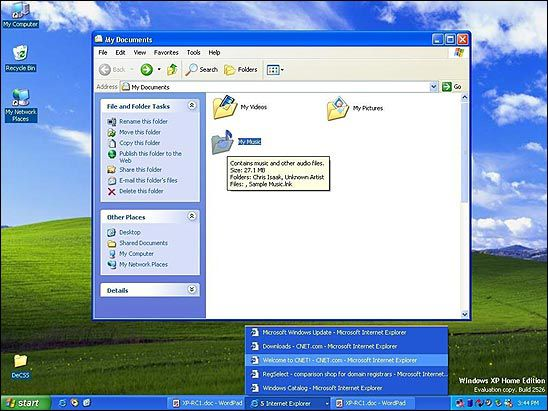 My Computer
Recycle Bin
My Network
Places
DeCSS
My Documents
File Edit View Favorites Tools Help
Back Search Folders
Address My Documents Go
File and Folder Tasks
Rename this folder
Move this folder
Copy this folder
Publish this folder to the
Web
Share this folder
E-mail this folder's files
Delete this folder
Other Places
Desktop
Shared Documents
My Computer
My Network Places
Details
My Videos
My Pictures
My Music
Contains music and other audio files.
Size: 27.1 MB
Folders: Chris Isaak, Unknown Artist
Files: , Sample Music.lnk
Microsoft Windows Update - Microsoft Internet Explorer
Downloads - CNET.com - Microsoft Internet Explorer
Welcome to CNET! - CNET.com - Microsoft Internet Explorer
RegSelect - comparison shop for domain registrars - Microsoft Internet...
Windows Catalog - Microsoft Internet Explorer
Windows XP Home Edition
Evaluation copy. Build 2526
start
XP-RC1.doc - WordPad
5 Internet Explorer
XP-RC1.doc - WordPad
3:44 PM